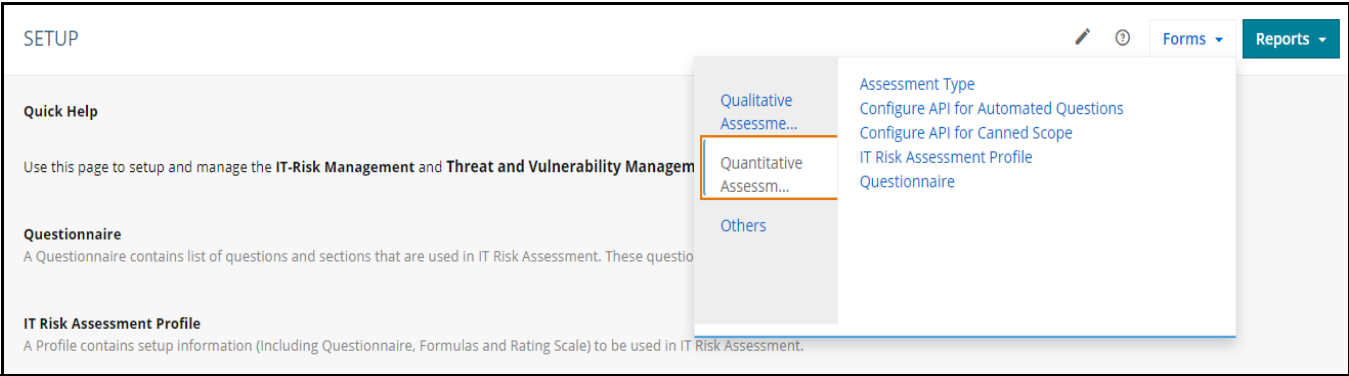 SETUP
Forms
Reports
Quick Help
Use this page to setup and manage the IT-Risk Management and Threat and Vulnerability Managem
Questionnaire
A Questionnaire contains list of questions and sections that are used in IT Risk Assessment. These questio
IT Risk Assessment Profile
A Profile contains setup information (Including Questionnaire, Formulas and Rating Scale) to be used in IT Risk Assessment.
Qualitative
Assessme...
Quantitative
Assessm...
Others
Assessment Type
Configure API for Automated Questions
Configure API for Canned Scope
IT Risk Assessment Profile
Questionnaire